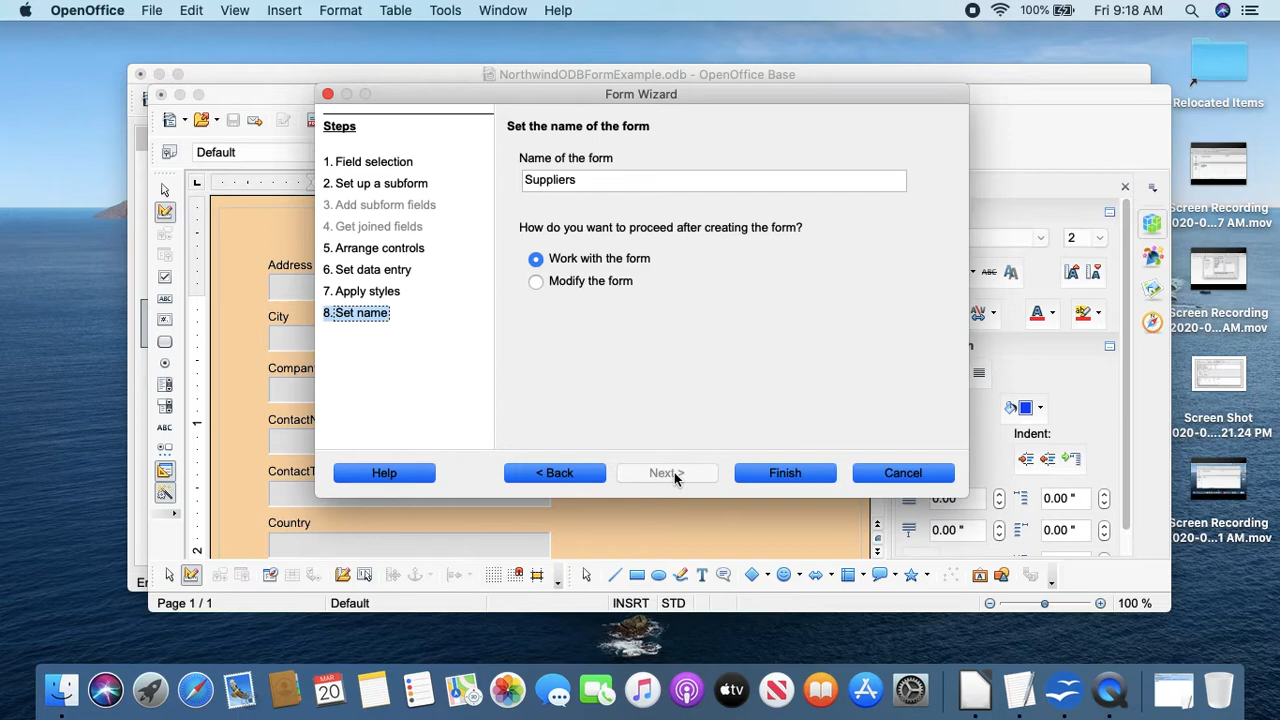 OpenOffice File Edit View Insert Format Table Tools Window Help 100% Fri 9:18 AM
NorthwindODBFormExample.odb - OpenOffice Base
Form Wizard
Relocated Items
Steps
Set the name of the form
Default
Name of the form
1. Field selection
Suppliers
2. Set up a subform
3. Add subform fields
Screen Recording
2020-0...7 AM.mov
4. Get joined fields
How do you want to proceed after creating the form?
2
5. Arrange controls
Work with the form
6. Set data entry
Modify the form
7. Apply styles
8. Set name
Address
City
Company
ContactN
ContactT
Country
Screen Recording
2020-0...9 AM.mov
Screen Shot
2020-0....21.24 PM
Indent:
Help < Back Next > Finish Cancel
0.00 " 0.00 "
0.00 " 0.00 "
Screen Recording
2020-0...1 AM.mov
Page 1 / 1 Default INSRT STD 100 %
MAR
20
tv